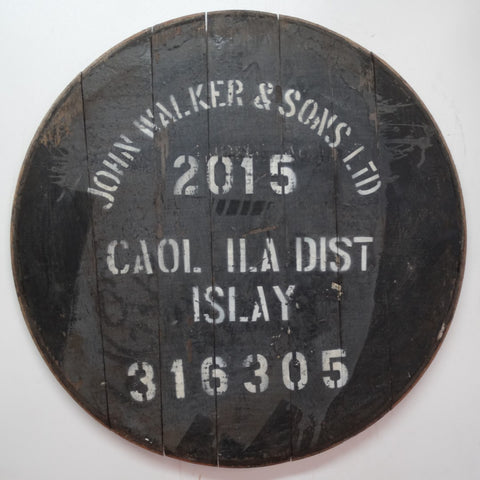 JOHN WALKER & SONS LTD
2015
CAOL ILA DIST
ISLAY
316305